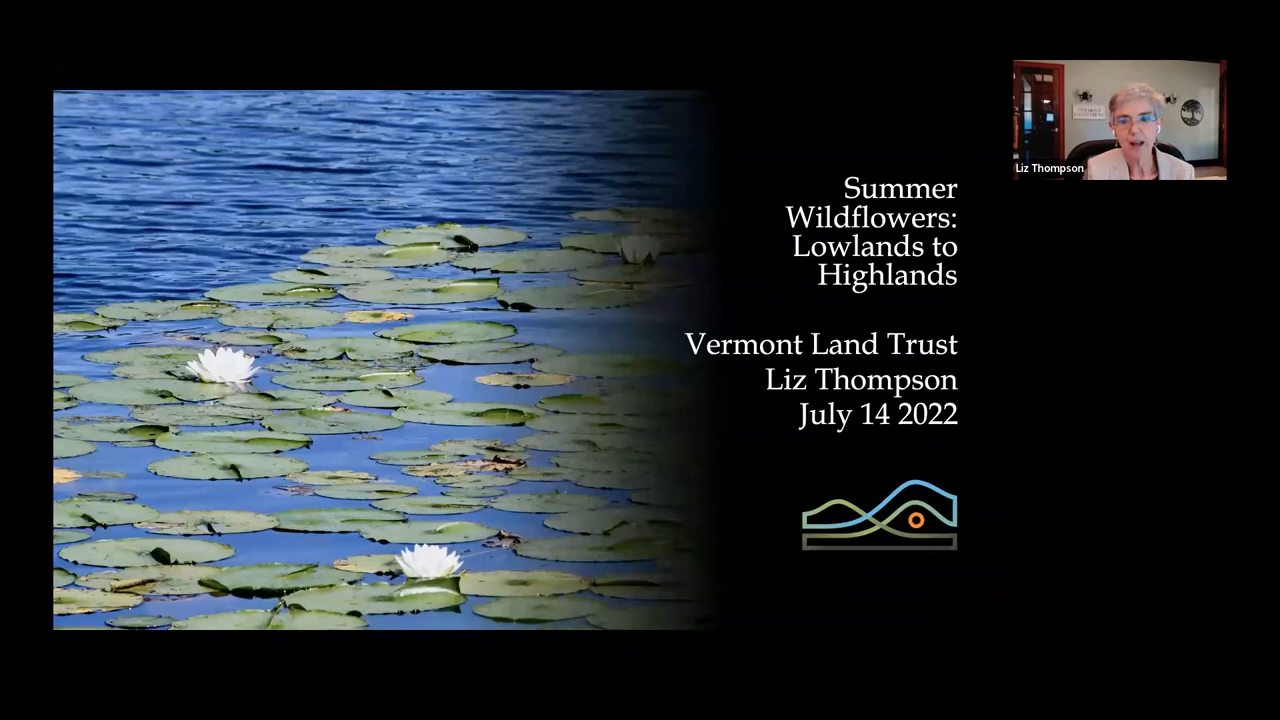 Summer
Wildflowers:
Lowlands to
Highlands
Vermont Land Trust
Liz Thompson
July 14 2022
Liz Thompson